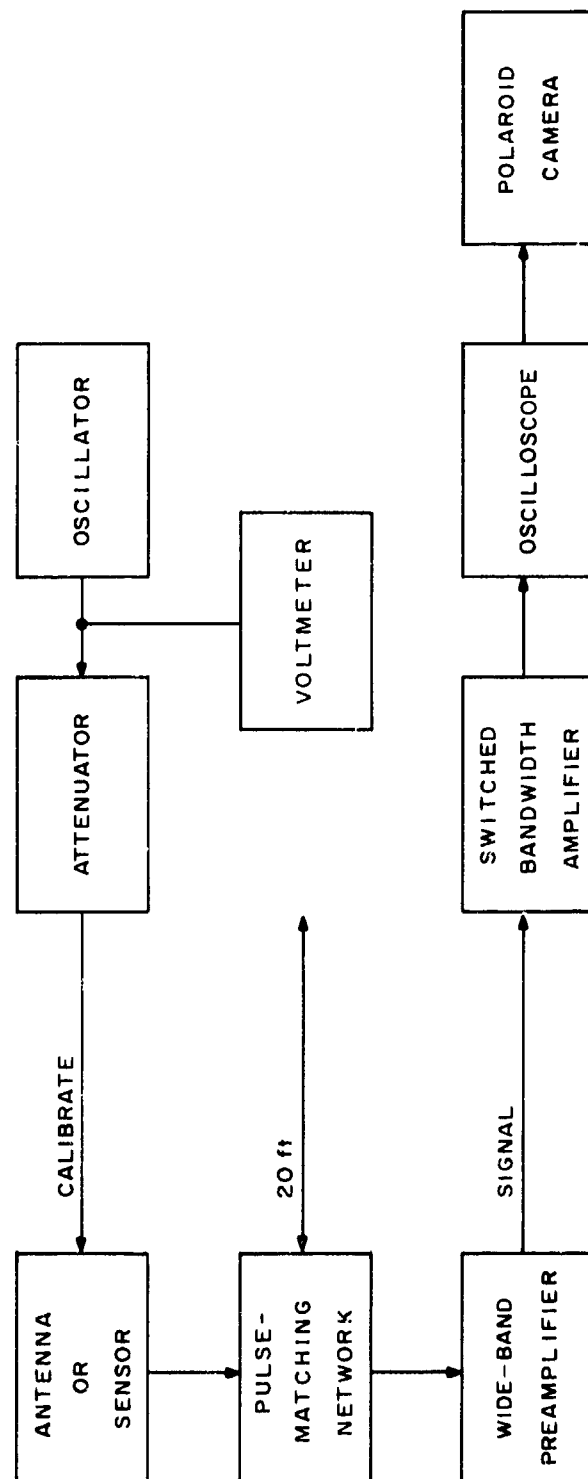 ANTENNA
OR
SENSOR
CALIBRATE
ATTENUATOR
OSCILLATOR
PULSE-
MATCHING
NETWORK
20 ft
VOLTMETER
WIDE-BAND
PREAMPLIFIER
SIGNAL
SWITCHED
BANDWIDTH
AMPLIFIER
OSCILLOSCOPE
POLAROID
CAMERA